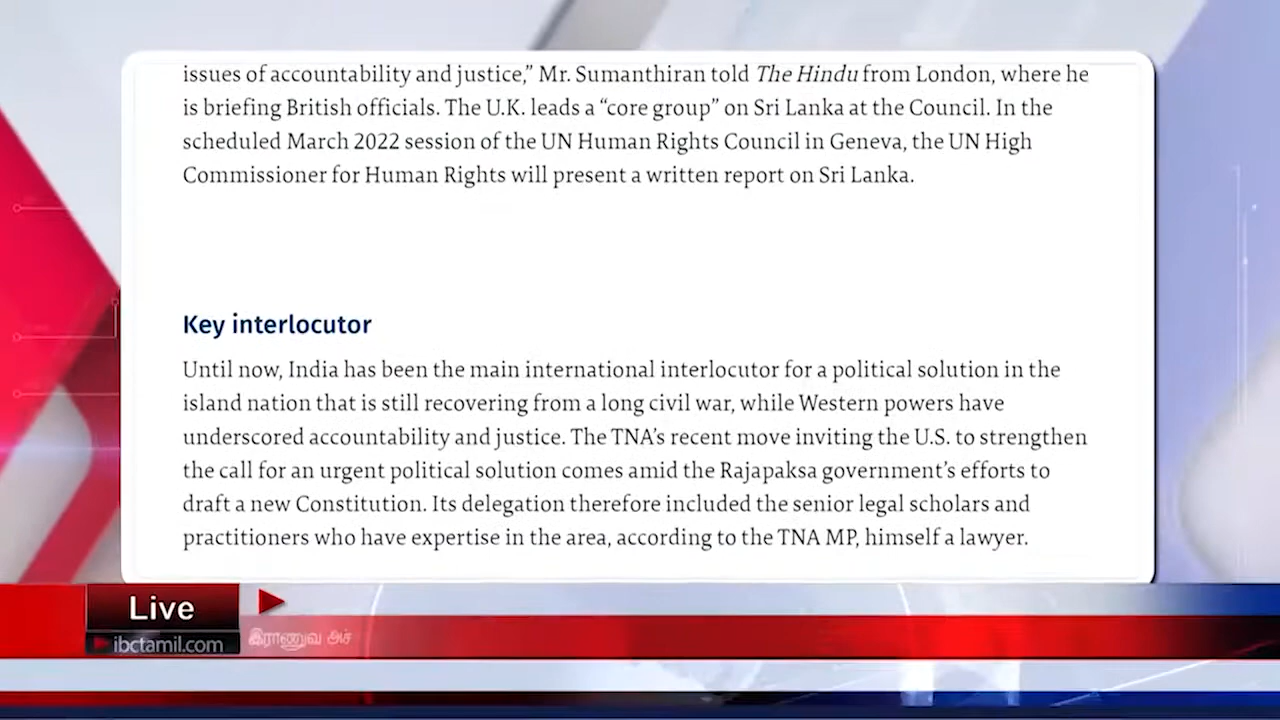 issues of accountability and justice,” Mr. Sumanthiran told The Hindu from London, where he
is briefing British officials. The U.K. leads a “core group” on Sri Lanka at the Council. In the
scheduled March 2022 session of the UN Human Rights Council in Geneva, the UN High
Commissioner for Human Rights will present a written report on Sri Lanka.
Key interlocutor
Until now, India has been the main international interlocutor for a political solution in the
island nation that is still recovering from a long civil war, while Western powers have
underscored accountability and justice. The TNA’s recent move inviting the U.S. to strengthen
the call for an urgent political solution comes amid the Rajapaksa government’s efforts to
draft a new Constitution. Its delegation therefore included the senior legal scholars and
practitioners who have expertise in the area, according to the TNA MP, himself a lawyer.
Live
ibctamil.com
இராணுவ அச்